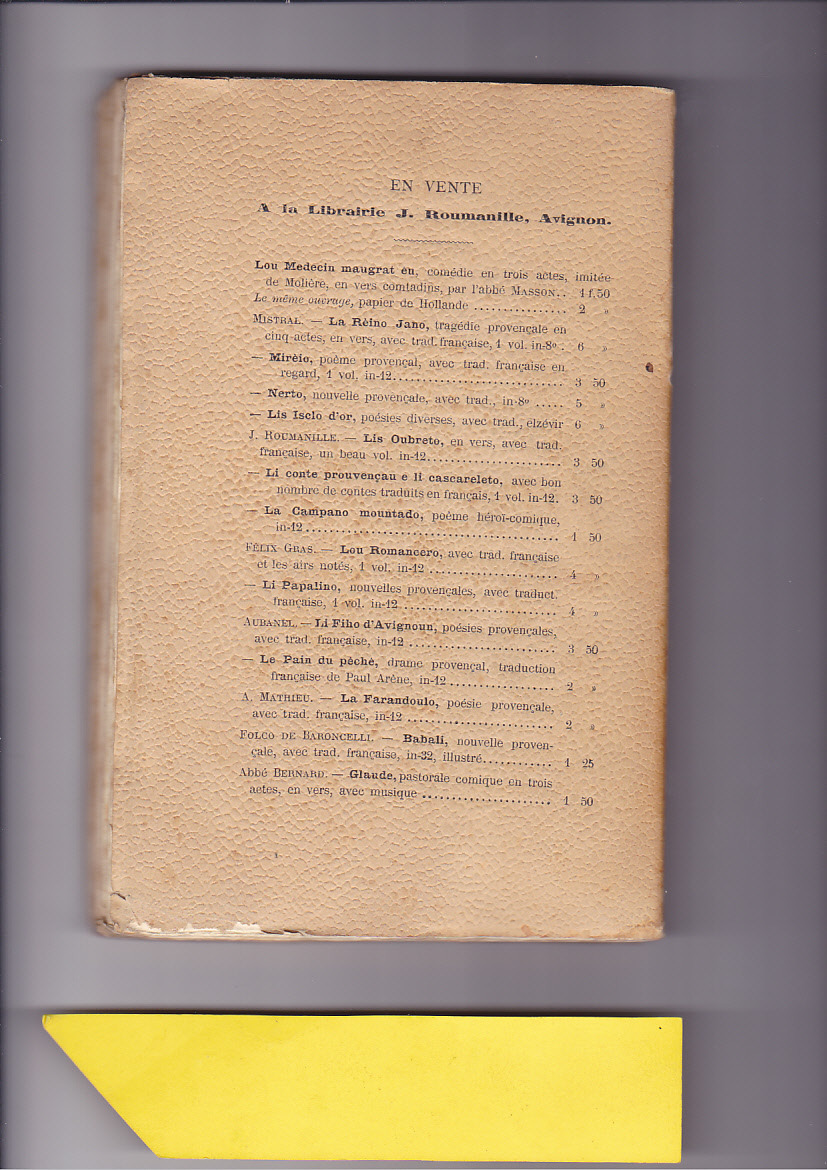 EN VENTE
A la Librairie J. Roumanille, Avignon.
Lou Medecin maugrat eu, comédie en trois actes, imitée
de Molière, en vers comtadins, par l'abbé MASSON.. 1 f. 50
Le même ouvrage, papier de Hollande ............... 2 »
MISTRAL. — La Rèino Jano, tragédie provençale en
cinq actes, en vers, avec trad. française, 1 vol. in-8º . 6 »
— Mirèio, poème provençal, avec trad. française en
regard, 1 vol. in-12............................ 3 50
— Nerto, nouvelle provençale, avec trad., in-8º ..... 5 »
— Lis Isclo d'or, poésies diverses, avec trad., elzévir 6 »
J. ROUMANILLE. — Lis Oubreto, en vers, avec trad.
française, un beau vol. in-12...................... 3 50
— Li conte prouvençau e li cascareleto, avec bon
nombre de contes traduits en français, 1 vol. in-12. 3 50
— La Campano mountado, poème héroï-comique,
in-12 .......................................... 1 50
FÉLIX GRAS. — Lou Romancero, avec trad. française
et les airs notés, 1 vol. in-12 ..................... 4 »
— Li Papalino, nouvelles provençales, avec traduct.
française, 1 vol. in-12 .......................... 4 »
AUBANEL. — Li Fiho d'Avignoun, poésies provençales,
avec trad. française, in-12 ........................ 3 50
— Le Pain du péché, drame provençal, traduction
française de Paul Arène, in-12 .................. 2 »
A. MATHIEU. — La Farandoulo, poésie provençale,
avec trad. française, in-12 ........................ 2 »
FOLCO DE BARONCELLI. — Babali, nouvelle proven-
çale, avec trad. française, in-32, illustré............ 1 25
Abbé BERNARD. — Glaude, pastorale comique en trois
actes, en vers, avec musique ...................... 1 50